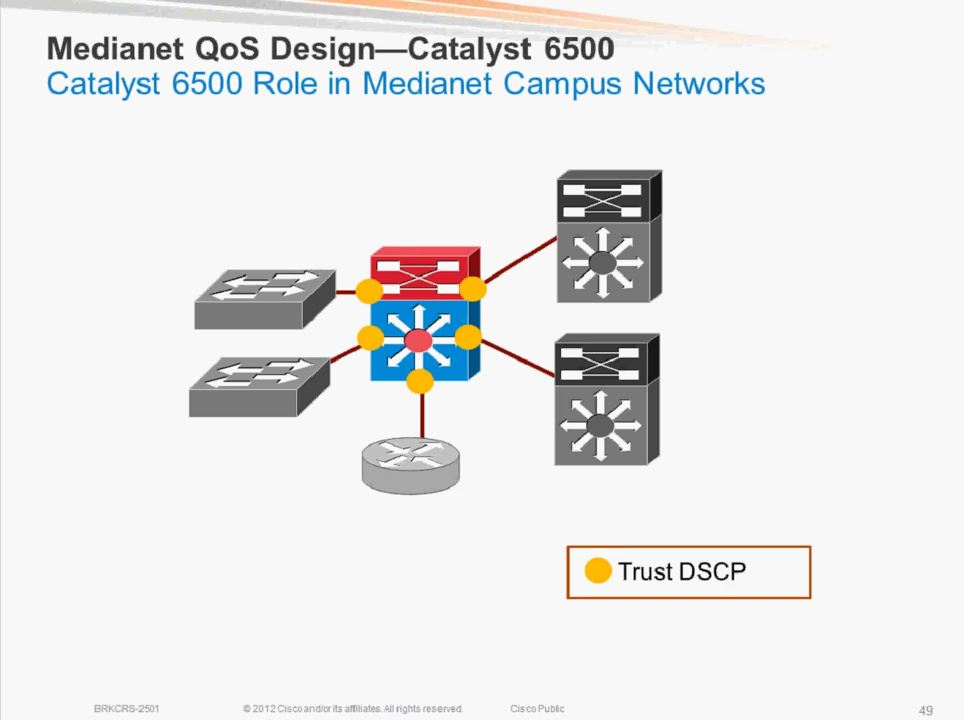 Medianet QoS Design—Catalyst 6500
Catalyst 6500 Role in Medianet Campus Networks
Trust DSCP
BRKCRS-2501
© 2012 Cisco and/or its affiliates. All rights reserved.
Cisco Public
49